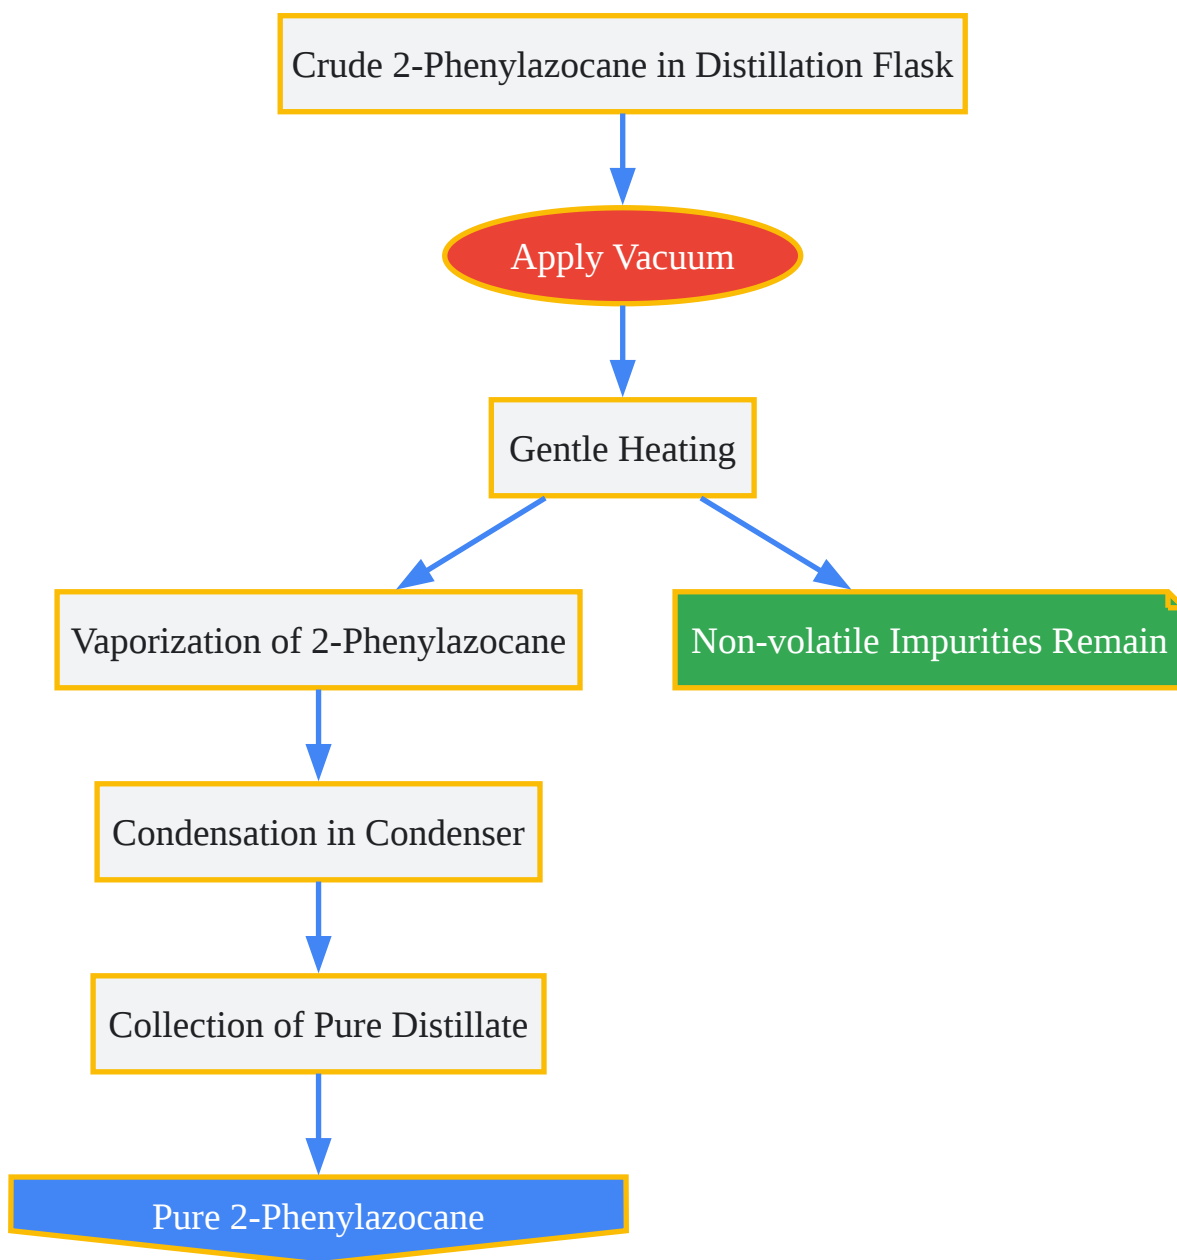 Crude 2-Phenylazocane in Distillation Flask
Apply Vacuum
Gentle Heating
Vaporization of 2-Phenylazocane
Non-volatile Impurities Remain
Condensation in Condenser
Collection of Pure Distillate
Pure 2-Phenylazocane